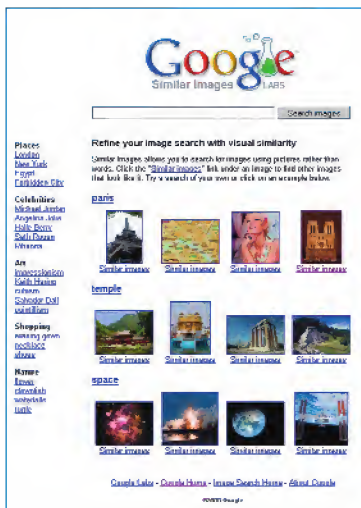 Google
Similar Images LABS
Search images
Refine your image search with visual similarity
Similar Images allows you to search for images using pictures rather than
words. Click the "Similar images" link under an image to find other images
that look like it. Try a search of your own or click on an example below.
Places
London
New York
Egypt
Forbidden City
Celebrities
Michael Jordan
Angelina Jolie
Halle Berry
Seth Rogen
Rihanna
Art
impressionism
Keith Haring
cubism
Salvador Dali
pointillism
Shopping
evening gown
necklace
shoes
Nature
flower
clownfish
waterfalls
turtle
paris
Similar images Similar images Similar images Similar images
temple
Similar images Similar images Similar images Similar images
space
Similar images Similar images Similar images Similar images
Google Labs - Google Home - Image Search Home - About Google
©2009 Google